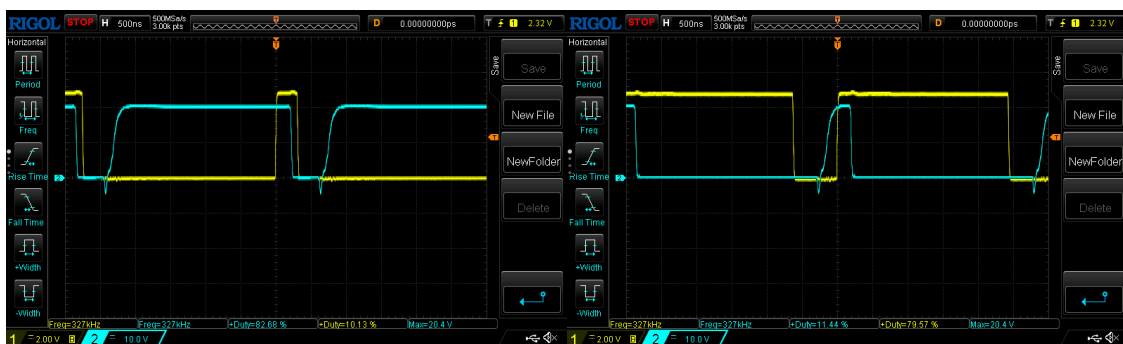 RIGOL STOP H 500ns 500MSa/s 3.00k pts D 0.00000000ps T 1 2.32 V
Horizontal
Period
Freq
Rise Time
Fall Time
+Width
-Width
2
T
T
Save
Save
New File
NewFolder
Delete
Freq=327kHz Freq=327kHz +Duty=82.68 % +Duty=10.13 % Max=20.4 V
1 = 2.00 V B 2 = 10.0 V
RIGOL STOP H 500ns 500MSa/s 3.00k pts D 0.00000000ps T 1 2.32 V
Horizontal
Period
Freq
Rise Time
Fall Time
+Width
-Width
2
T
T
Save
Save
New File
NewFolder
Delete
Freq=327kHz Freq=327kHz +Duty=11.44 % +Duty=79.57 % Max=20.4 V
1 = 2.00 V B 2 = 10.0 V